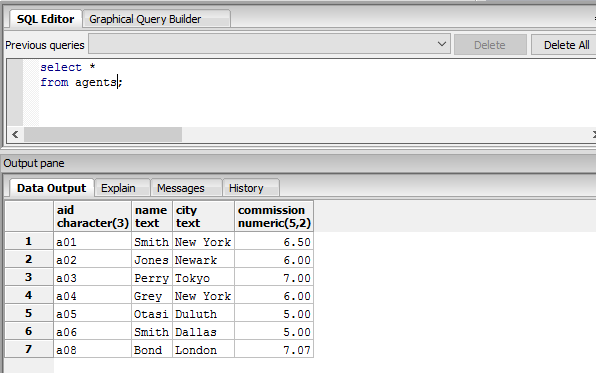 SQL Editor Graphical Query Builder
Previous queries Delete Delete All
select *
from agents;
Output pane
Data Output Explain Messages History
aid name city commission
character(3) text text numeric(5,2)
1 a01 Smith New York 6.50
2 a02 Jones Newark 6.00
3 a03 Perry Tokyo 7.00
4 a04 Grey New York 6.00
5 a05 Otasi Duluth 5.00
6 a06 Smith Dallas 5.00
7 a08 Bond London 7.07